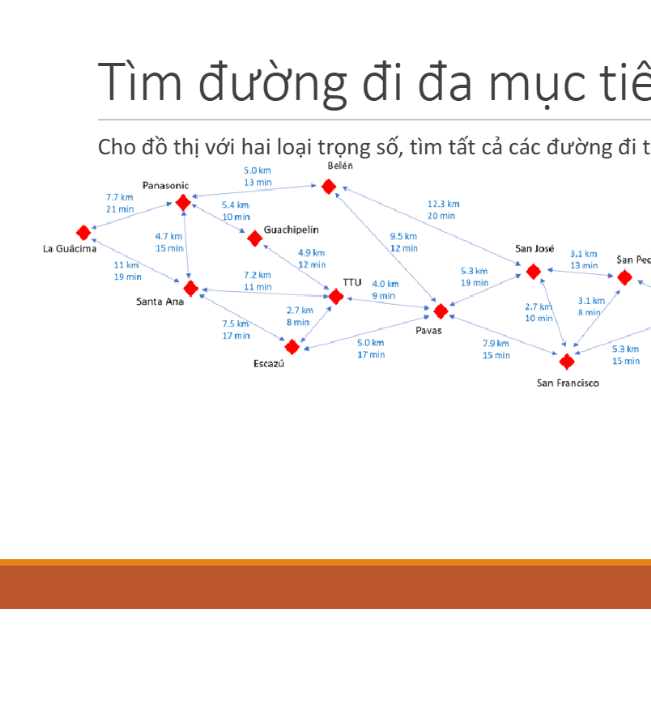 Tìm đường đi đa mục tiê
Cho đồ thị với hai loại trọng số, tìm tất cả các đường đi t
Belén
5.0 km
13 min
Panasonic
7.7 km
21 min
5.4 km
10 min
12.3 km
20 min
Guachipelín
La Guácima
4.7 km
15 min
9.5 km
12 min
4.9 km
12 min
San José
3.1 km
13 min
San Ped
11 km
19 min
7.2 km
11 min
TTU
4.0 km
9 min
5.3 km
19 min
Santa Ana
2.7 km
8 min
2.7 km
10 min
3.1 km
8 min
Pavas
7.5 km
17 min
5.0 km
17 min
7.9 km
15 min
5.3 km
15 min
Escazú
San Francisco